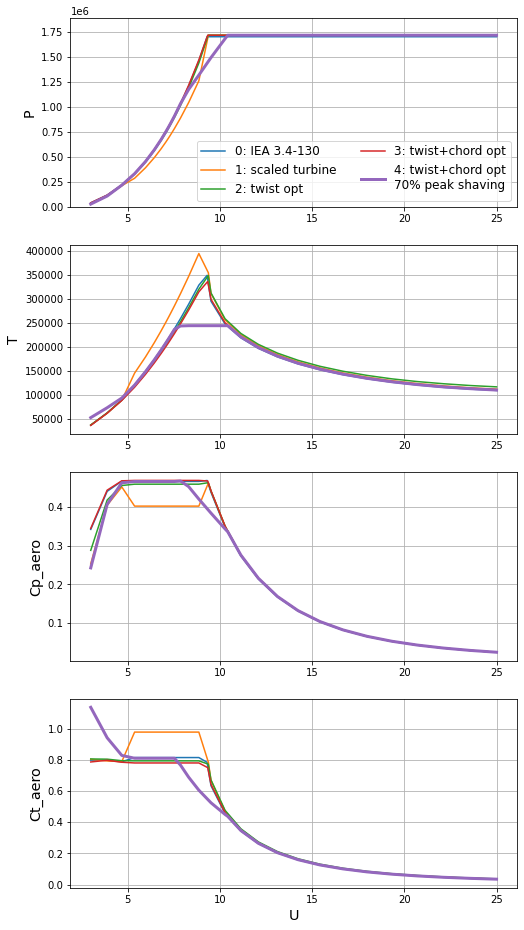 1e6
1.75
1.50
1.25
1.00
0.75
0.50
0.25
0.00
P
0: IEA 3.4-130
1: scaled turbine
2: twist opt
3: twist+chord opt
4: twist+chord opt
70% peak shaving
5 10 15 20 25
400000
350000
300000
250000
200000
150000
100000
50000
T
5 10 15 20 25
0.4
0.3
0.2
0.1
Cp_aero
5 10 15 20 25
1.0
0.8
0.6
0.4
0.2
0.0
Ct_aero
5 10 15 20 25
U